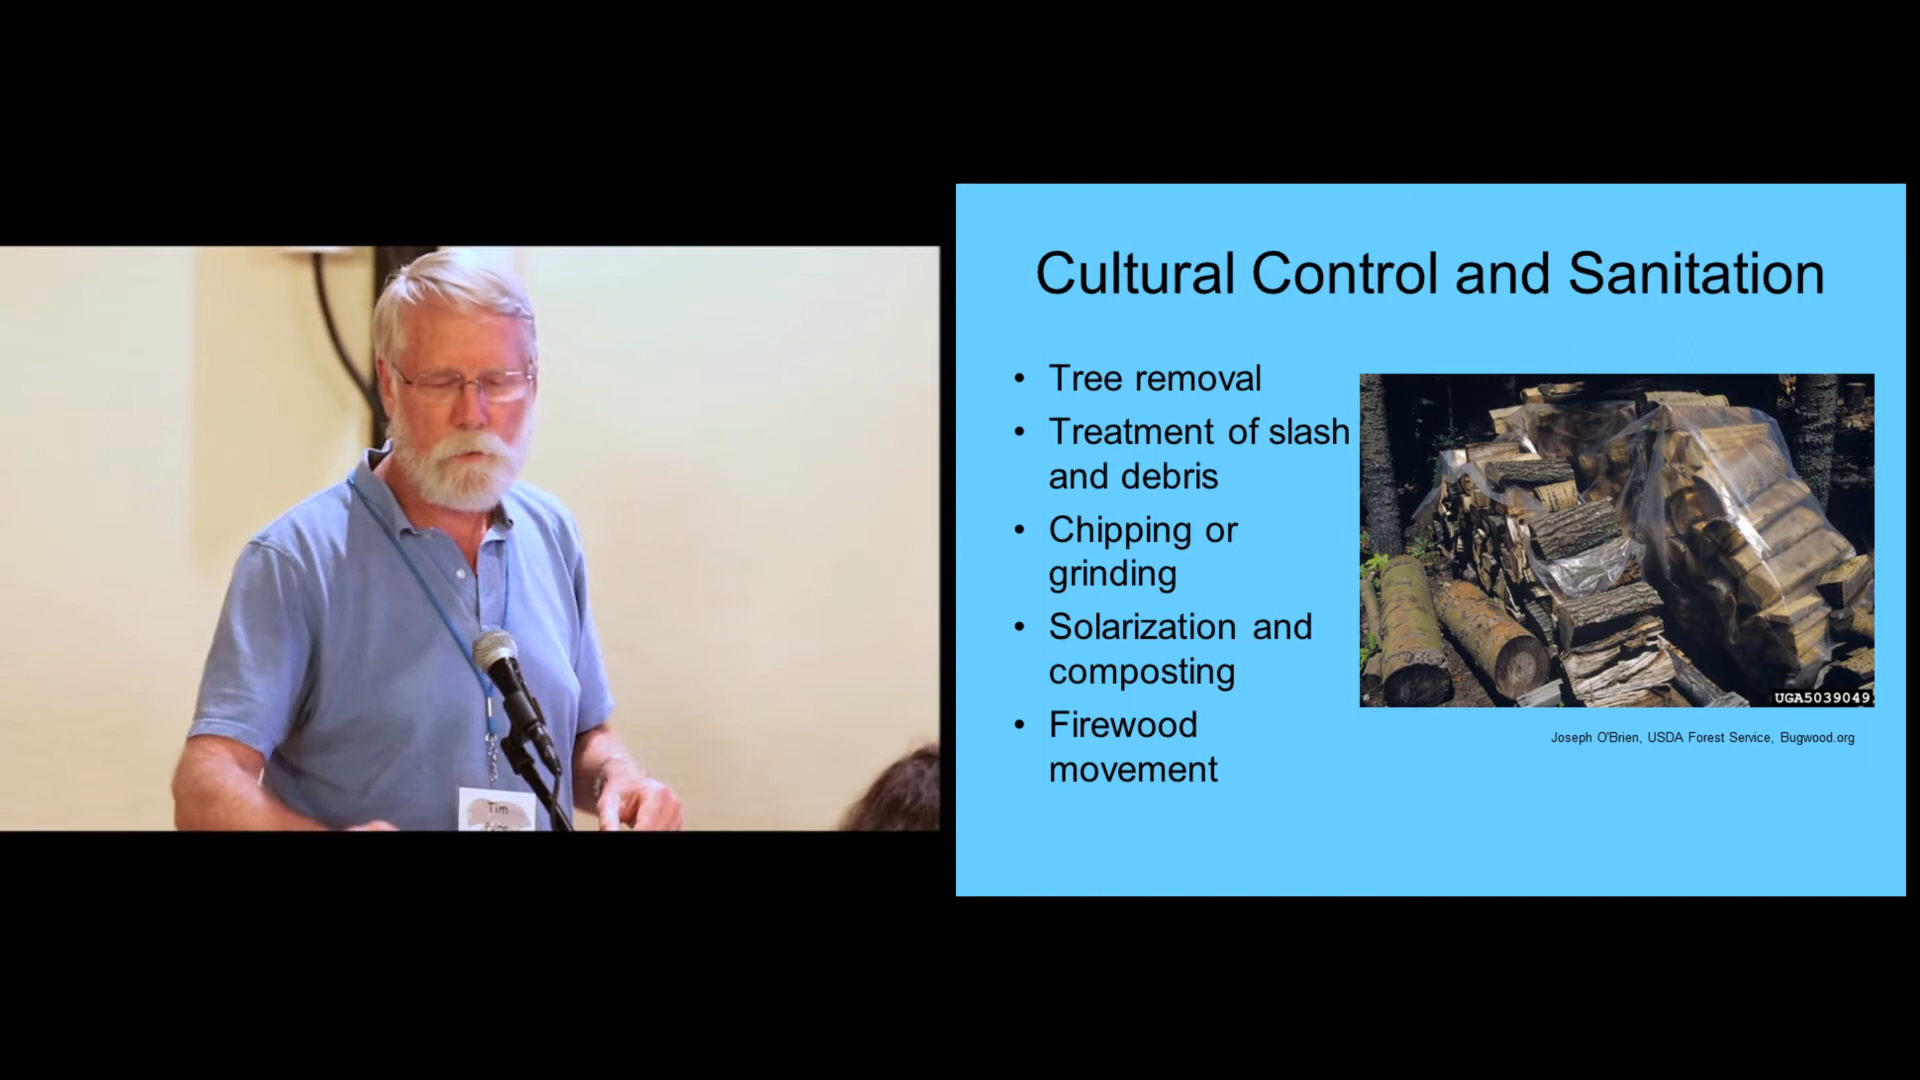 Cultural Control and Sanitation
• Tree removal
• Treatment of slash
and debris
• Chipping or
grinding
• Solarization and
composting
• Firewood
movement
UGA5039049
Joseph O'Brien, USDA Forest Service, Bugwood.org
Tim